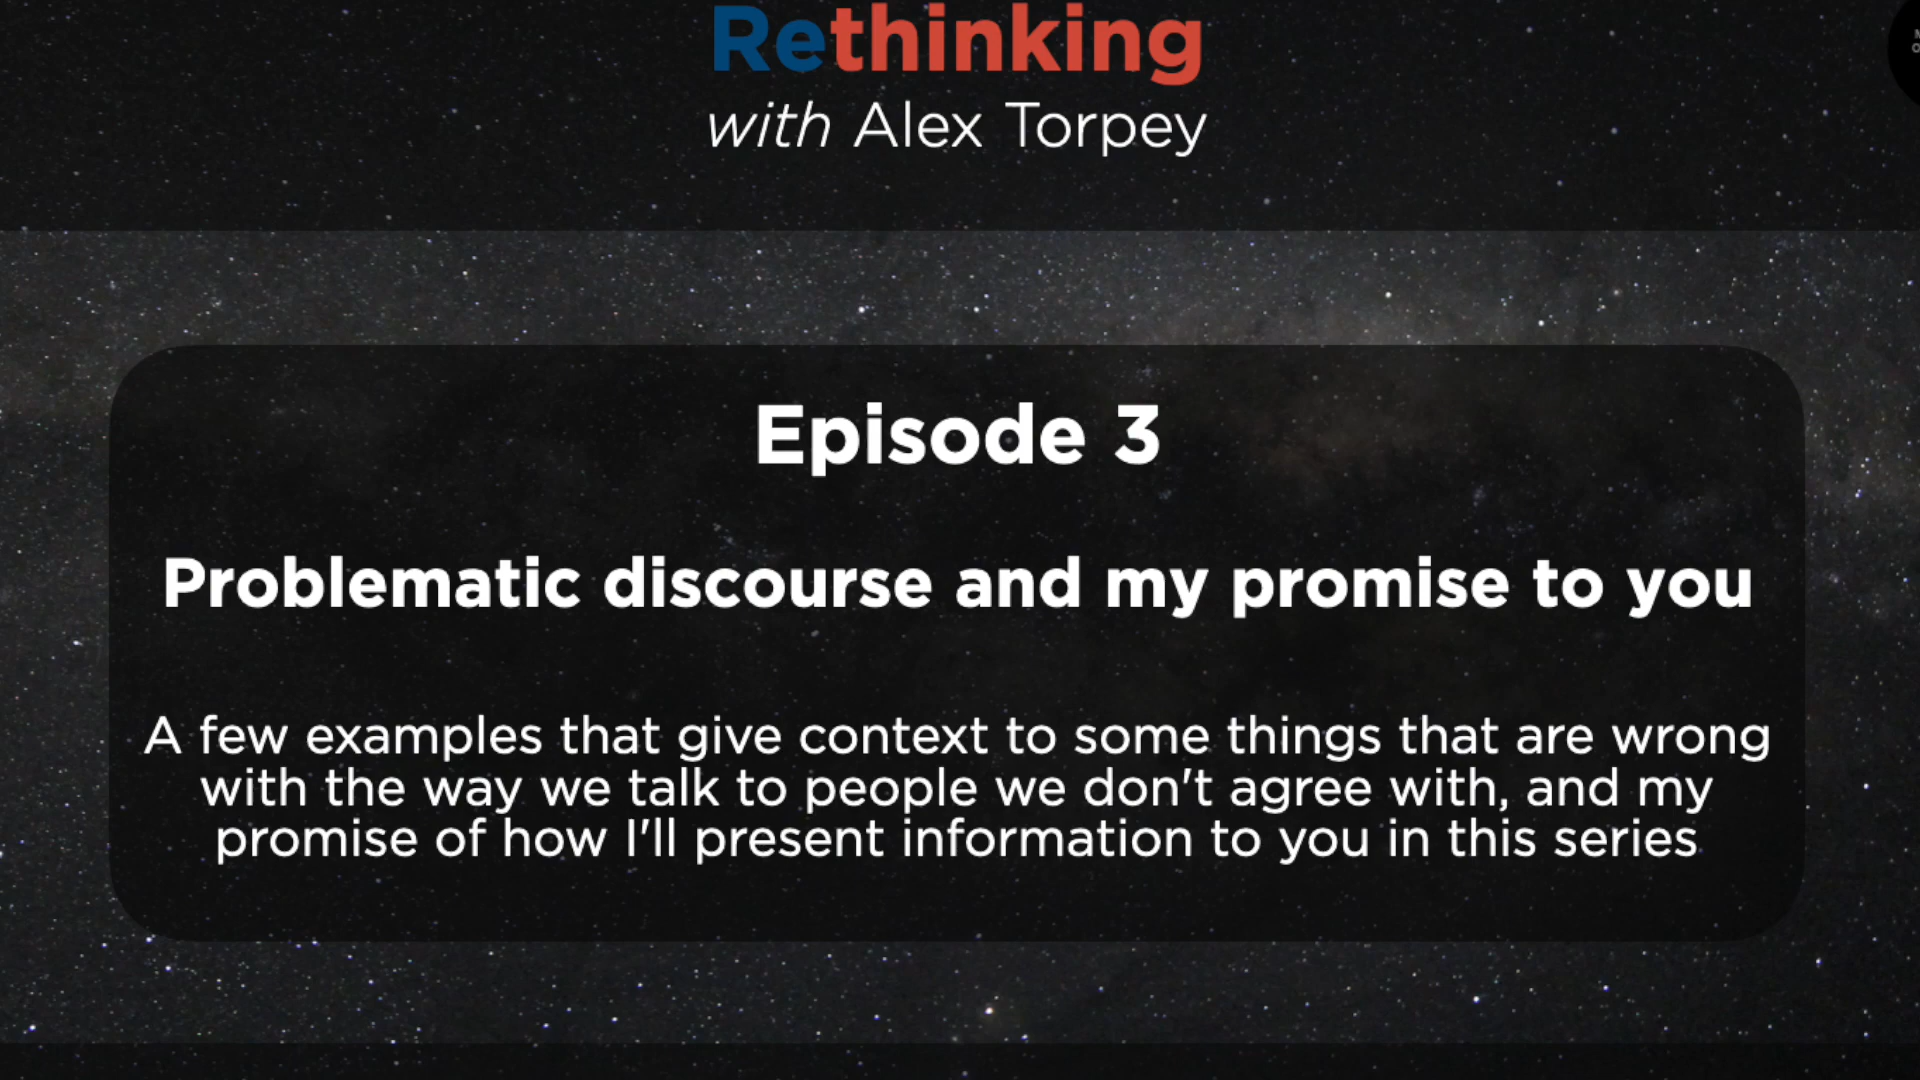 Rethinking
with Alex Torpey
Episode 3
Problematic discourse and my promise to you
A few examples that give context to some things that are wrong
with the way we talk to people we don't agree with, and my
promise of how I'll present information to you in this series